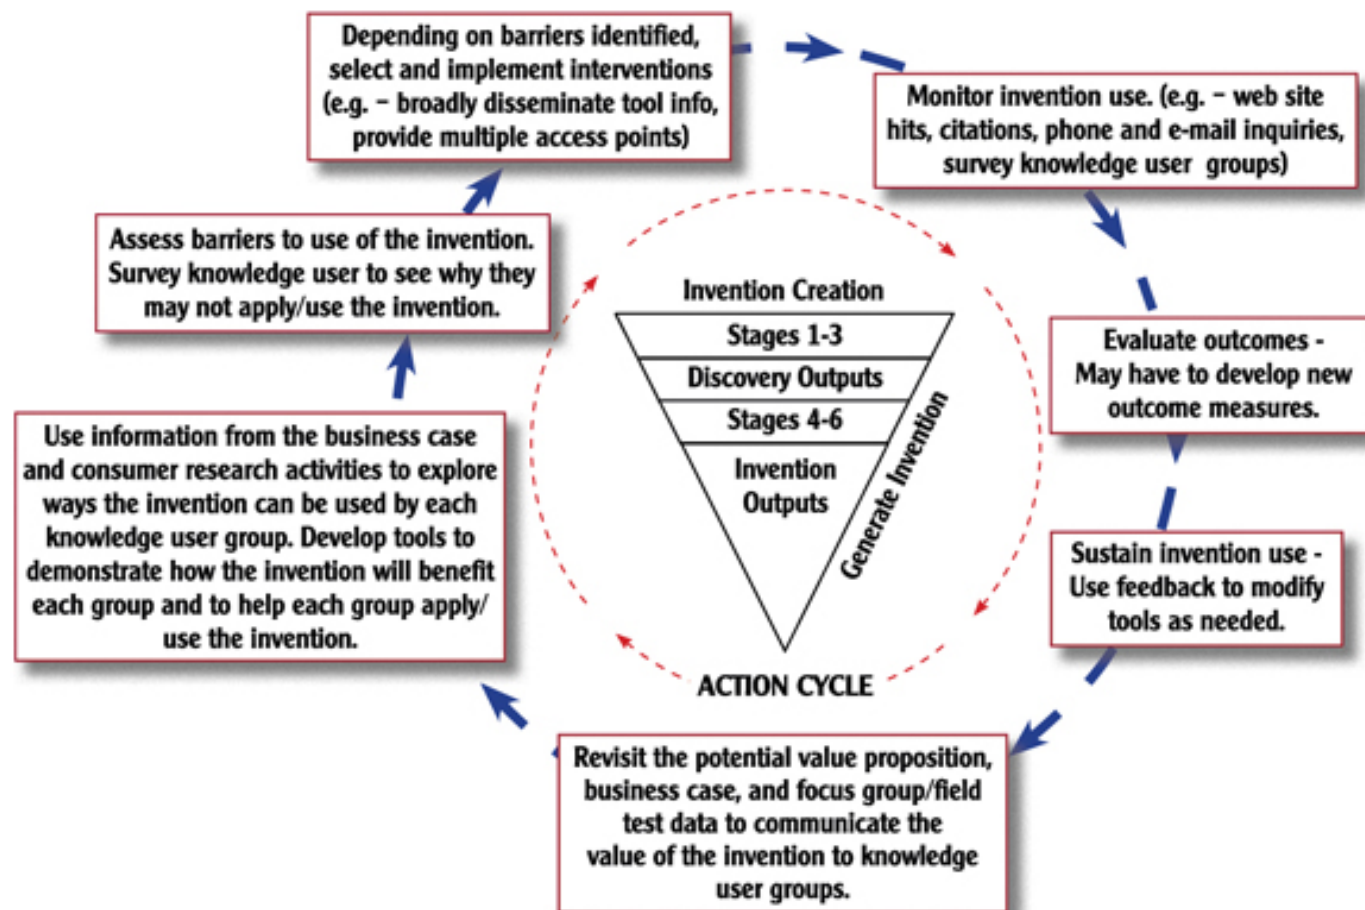 Depending on barriers identified,
select and implement interventions
(e.g. – broadly disseminate tool info,
provide multiple access points)
Monitor invention use. (e.g. – web site
hits, citations, phone and e-mail inquiries,
survey knowledge user groups)
Assess barriers to use of the invention.
Survey knowledge user to see why they
may not apply/use the invention.
Invention Creation
Stages 1-3
Discovery Outputs
Stages 4-6
Invention
Outputs
Generate Invention
ACTION CYCLE
Evaluate outcomes -
May have to develop new
outcome measures.
Use information from the business case
and consumer research activities to explore
ways the invention can be used by each
knowledge user group. Develop tools to
demonstrate how the invention will benefit
each group and to help each group apply/
use the invention.
Sustain invention use -
Use feedback to modify
tools as needed.
Revisit the potential value proposition,
business case, and focus group/field
test data to communicate the
value of the invention to knowledge
user groups.